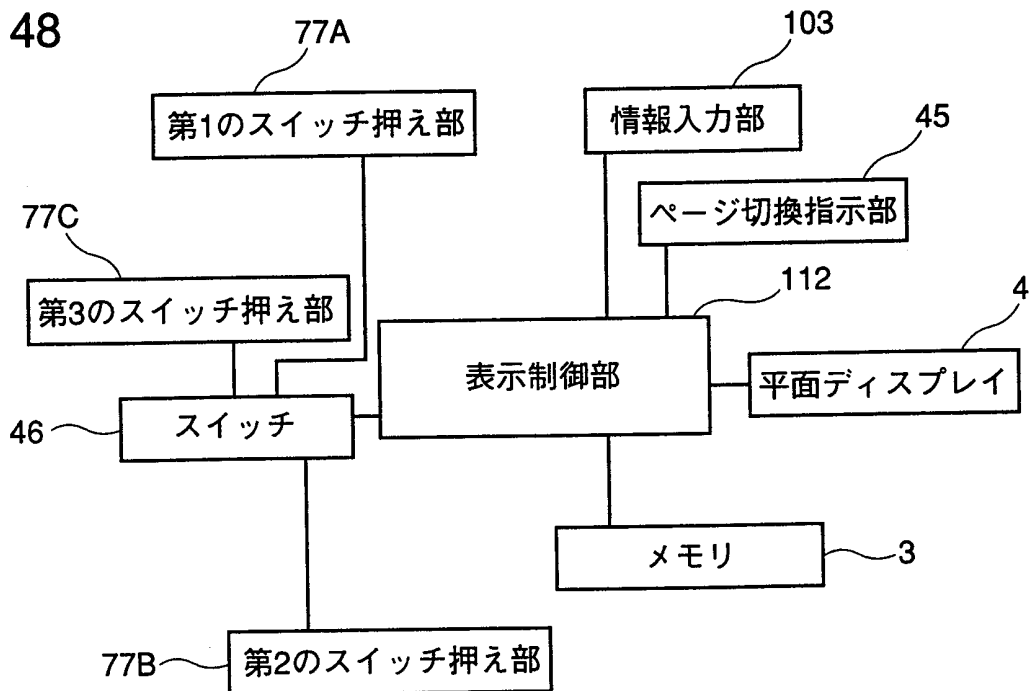 48
77A
103
第1のスイッチ押え部
情報入力部
45
ページ切換指示部
77C
第3のスイッチ押え部
112
4
表示制御部
平面ディスプレイ
46
スイッチ
メモリ
3
77B
第2のスイッチ押え部